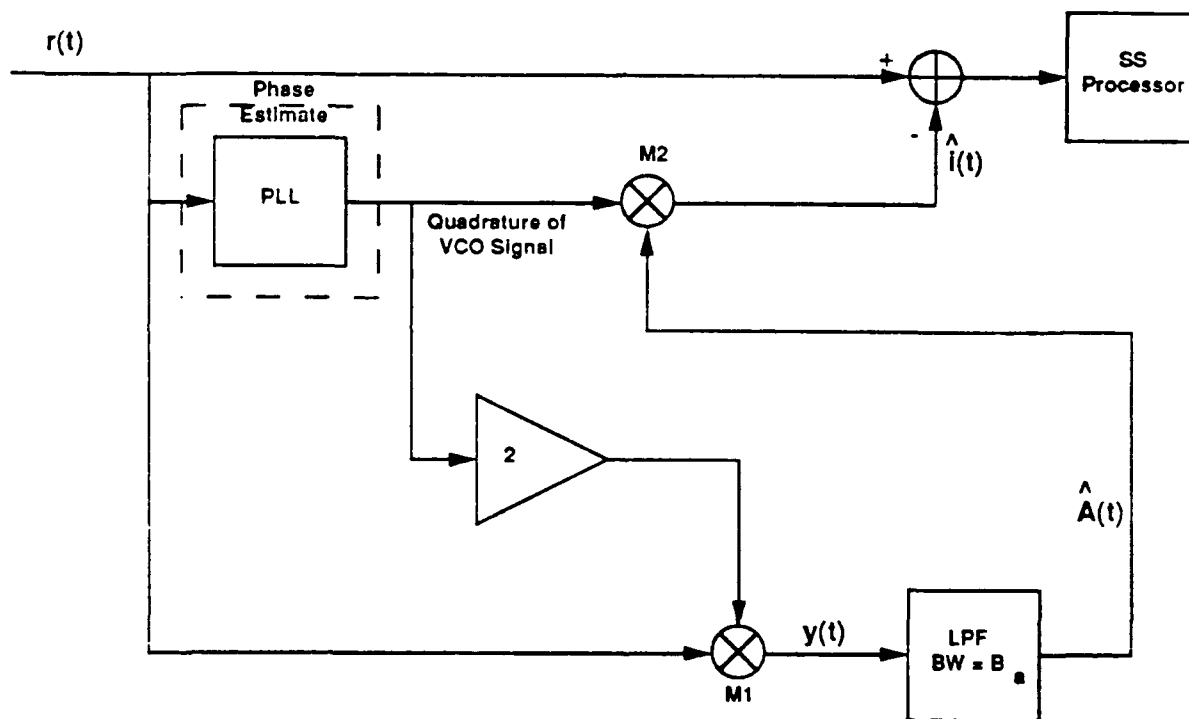 r(t)
Phase
Estimate
PLL
Quadrature of
VCO Signal
M2
+
-
î(t)
SS
Processor
2
Â(t)
M1
y(t)
LPF
BW = B a